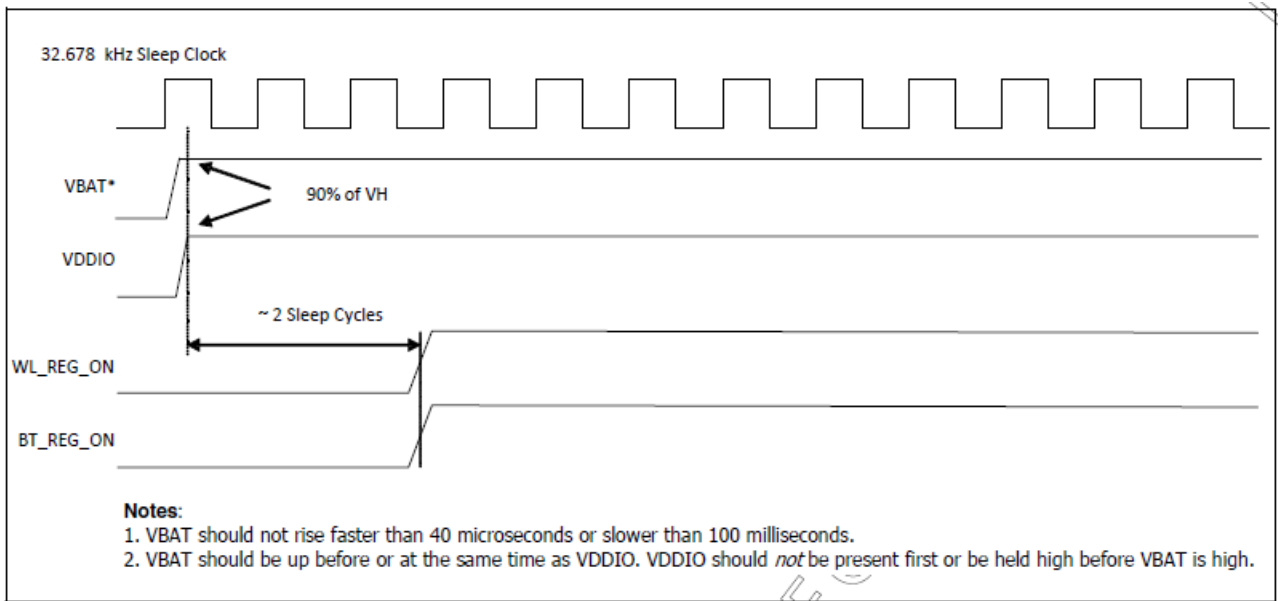 32.678 kHz Sleep Clock
VBAT*
90% of VH
VDDIO
~ 2 Sleep Cycles
WL_REG_ON
BT_REG_ON
Notes:
1. VBAT should not rise faster than 40 microseconds or slower than 100 milliseconds.
2. VBAT should be up before or at the same time as VDDIO. VDDIO should not be present first or be held high before VBAT is high.